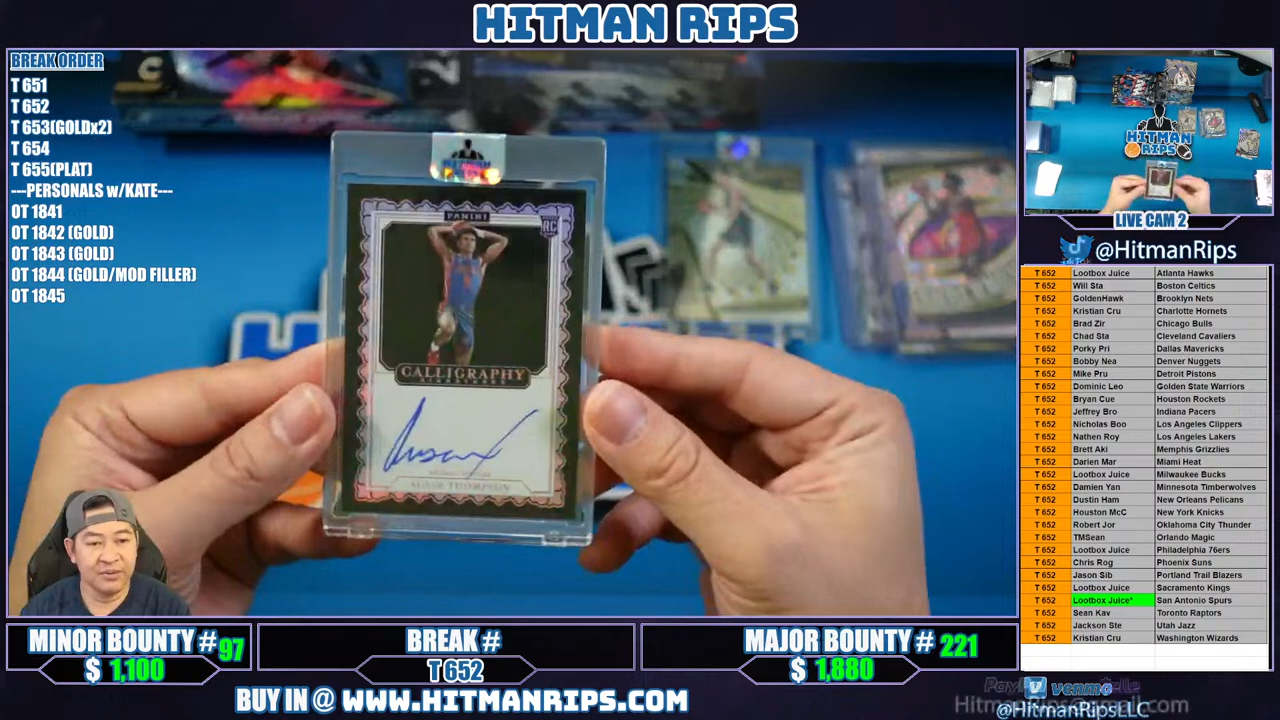 HITMAN RIPS
BREAK ORDER
T 651
T 652
T 653(GOLDx2)
T 654
T 655(PLAT)
---PERSONALS w/KATE---
OT 1841
OT 1842 (GOLD)
OT 1843 (GOLD)
OT 1844 (GOLD/MOD FILLER)
OT 1845
PANINI
RC
CALLIGRAPHY
THOMPSON
HITMAN
RIPS
LIVE CAM 2
@HitmanRips
T 652 Lootbox Juice Atlanta Hawks
T 652 Will Sta Boston Celtics
T 652 GoldenHawk Brooklyn Nets
T 652 Kristian Cru Charlotte Hornets
T 652 Brad Zir Chicago Bulls
T 652 Chad Sta Cleveland Cavaliers
T 652 Porky Pri Dallas Mavericks
T 652 Bobby Nea Denver Nuggets
T 652 Mike Pru Detroit Pistons
T 652 Dominic Leo Golden State Warriors
T 652 Bryan Cue Houston Rockets
T 652 Jeffrey Bro Indiana Pacers
T 652 Nicholas Boo Los Angeles Clippers
T 652 Nathen Roy Los Angeles Lakers
T 652 Brett Aki Memphis Grizzlies
T 652 Darien Mar Miami Heat
T 652 Lootbox Juice Milwaukee Bucks
T 652 Damien Yan Minnesota Timberwolves
T 652 Dustin Ham New Orleans Pelicans
T 652 Houston McC New York Knicks
T 652 Robert Jor Oklahoma City Thunder
T 652 TMSean Orlando Magic
T 652 Lootbox Juice Philadelphia 76ers
T 652 Chris Rog Phoenix Suns
T 652 Jason Sib Portland Trail Blazers
T 652 Lootbox Juice Sacramento Kings
T 652 Lootbox Juice* San Antonio Spurs
T 652 Sean Kav Toronto Raptors
T 652 Jackson Ste Utah Jazz
T 652 Kristian Cru Washington Wizards
MINOR BOUNTY # 97
$ 1,100
BREAK #
T 652
MAJOR BOUNTY # 221
$ 1,880
BUY IN @ WWW.HITMANRIPS.COM
venmo
@HitmanRipsLLC